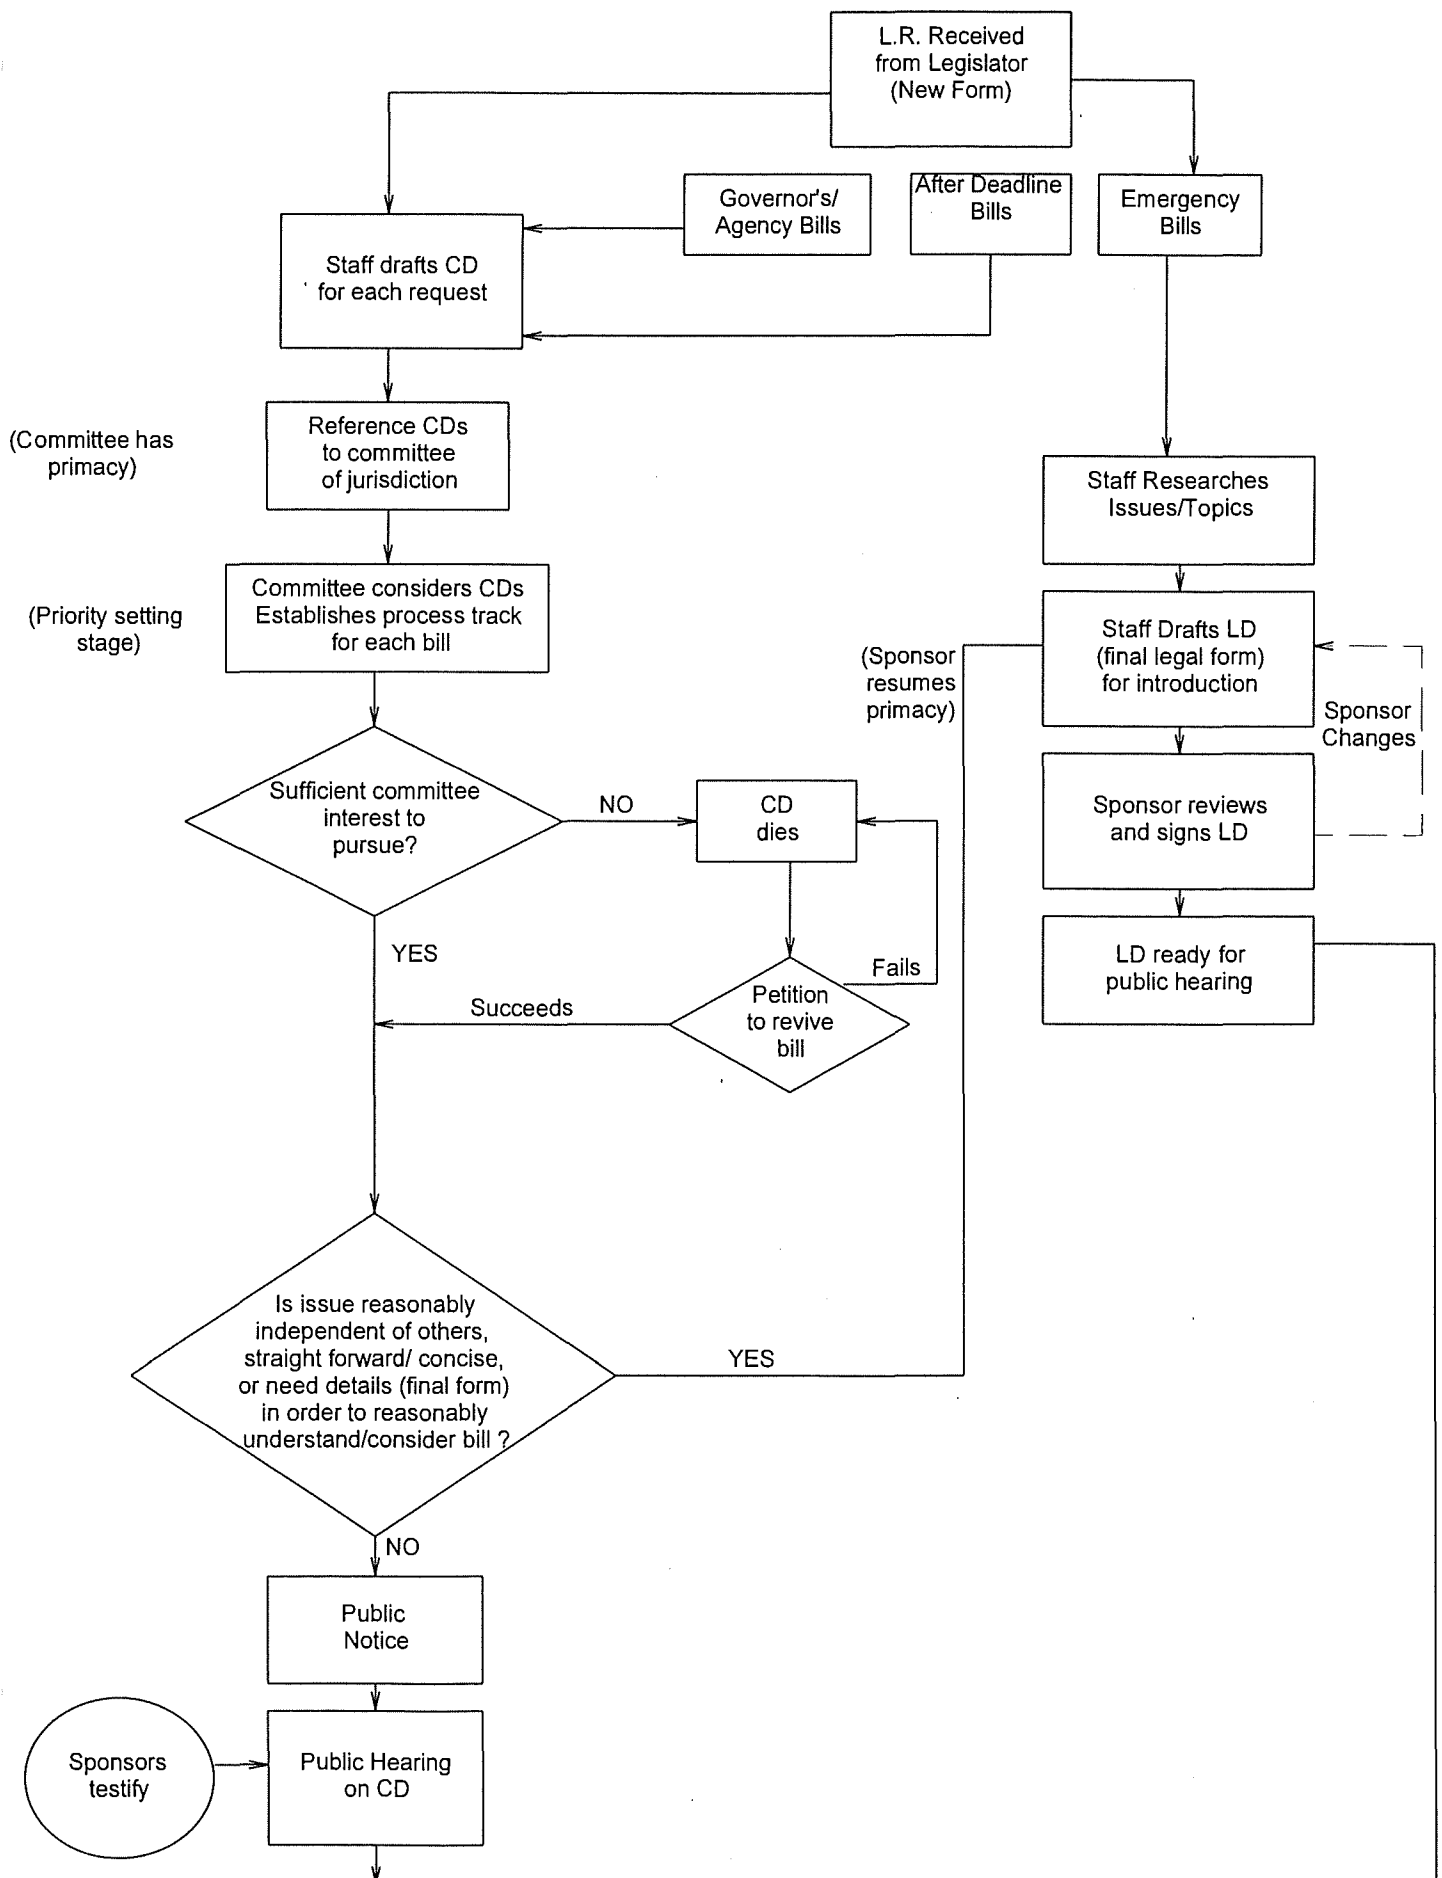 L.R. Received
from Legislator
(New Form)
Governor's/
Agency Bills
After Deadline
Bills
Emergency
Bills
Staff drafts CD
for each request
(Committee has
primacy)
Reference CDs
to committee
of jurisdiction
Staff Researches
Issues/Topics
(Priority setting
stage)
Committee considers CDs
Establishes process track
for each bill
(Sponsor
resumes
primacy)
Staff Drafts LD
(final legal form)
for introduction
Sponsor
Changes
Sufficient committee
interest to
pursue?
NO
CD
dies
Sponsor reviews
and signs LD
YES
Fails
LD ready for
public hearing
Succeeds
Petition
to revive
bill
Is issue reasonably
independent of others,
straight forward/ concise,
or need details (final form)
in order to reasonably
understand/consider bill ?
YES
NO
Public
Notice
Sponsors
testify
Public Hearing
on CD